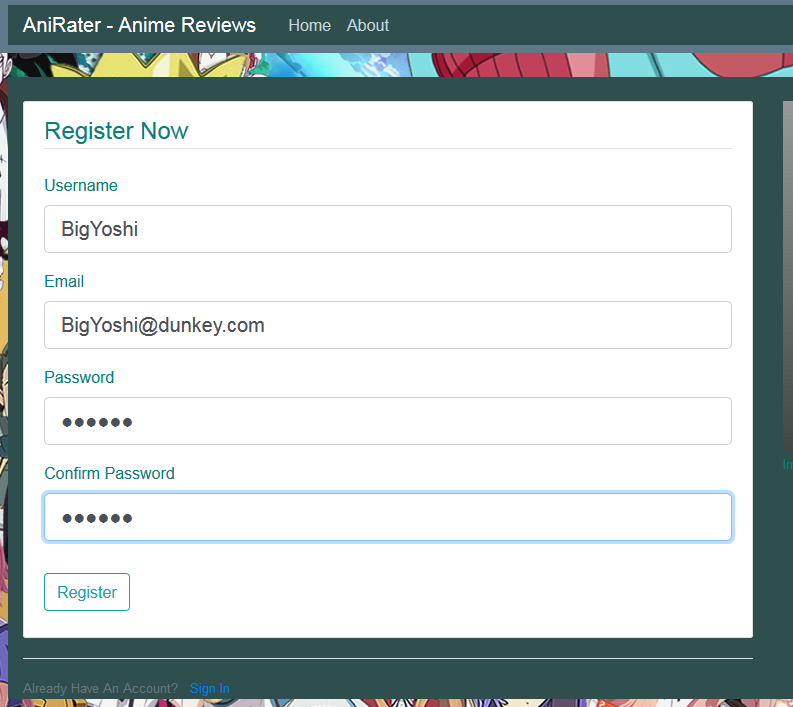 AniRater - Anime Reviews Home About
Register Now
Username
BigYoshi
Email
BigYoshi@dunkey.com
Password
●●●●●●
Confirm Password
●●●●●●
Register
Already Have An Account? Sign In